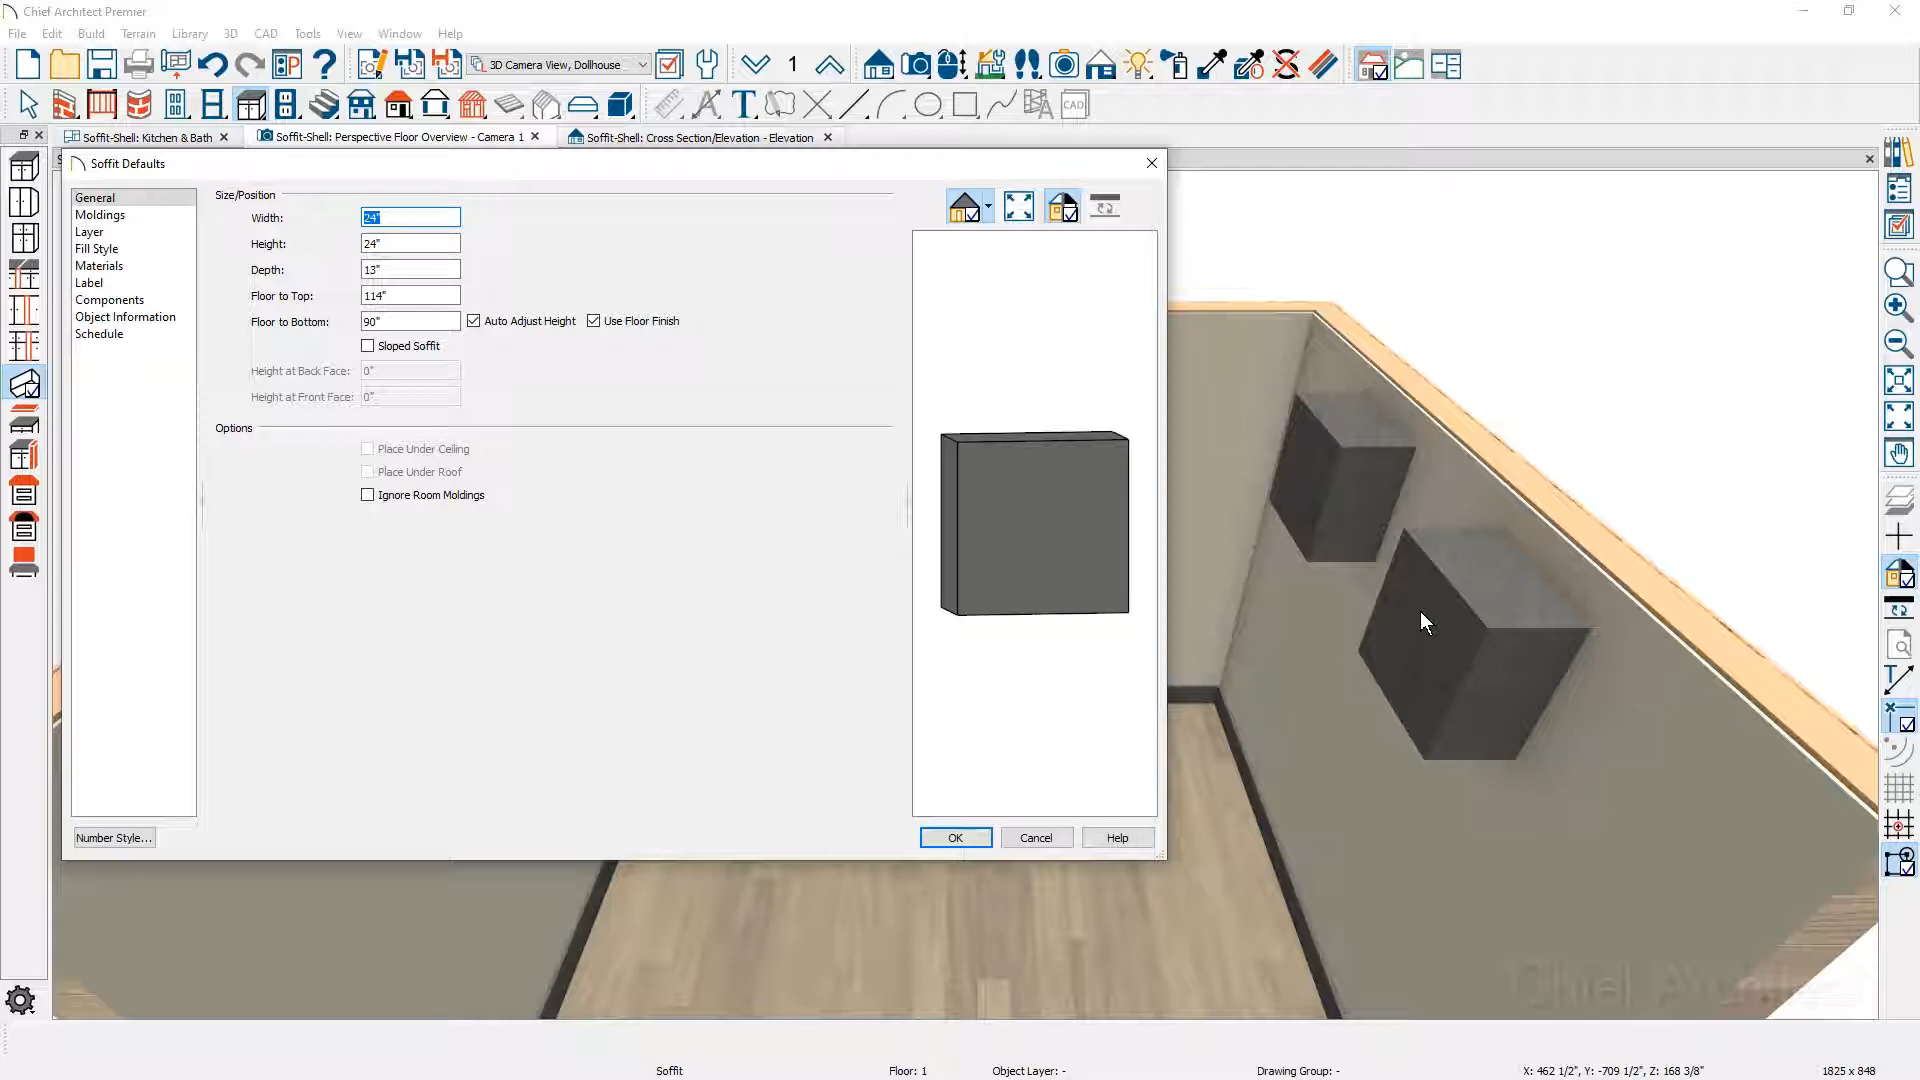 Chief Architect Premier
File Edit Build Terrain Library 3D CAD Tools View Window Help
3D Camera View, Dollhouse
1
CAD
Soffit-Shell: Kitchen & Bath
Soffit-Shell: Perspective Floor Overview - Camera 1
Soffit-Shell: Cross Section/Elevation - Elevation
Soffit Defaults
General
Moldings
Layer
Fill Style
Materials
Label
Components
Object Information
Schedule
Size/Position
Width: 24"
Height: 24"
Depth: 13"
Floor to Top: 114"
Floor to Bottom: 90" Auto Adjust Height Use Floor Finish
Sloped Soffit
Height at Back Face: 0"
Height at Front Face: 0"
Options
Place Under Ceiling
Place Under Roof
Ignore Room Moldings
Number Style...
OK Cancel Help
Soffit Floor: 1 Object Layer: - Drawing Group: - X: 462 1/2", Y: -709 1/2", Z: 168 3/8" 1825 x 848